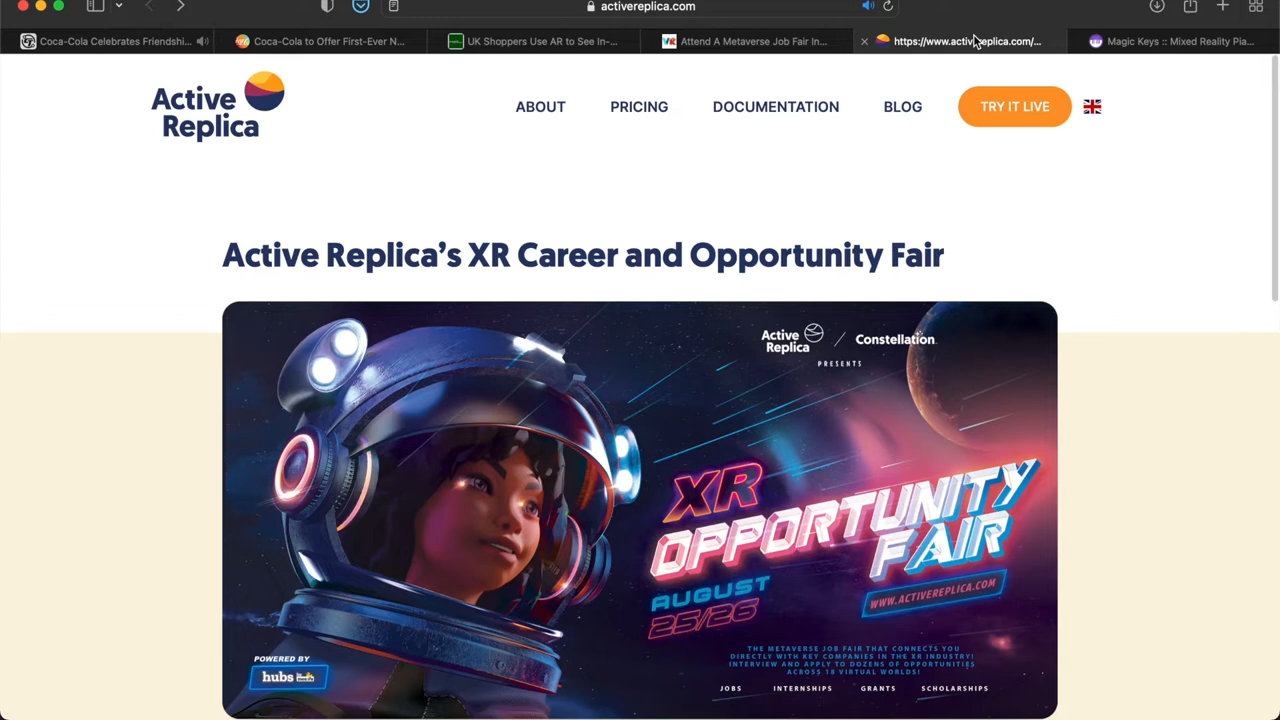 activereplica.com
Coca-Cola Celebrates Friendshi...
Coca-Cola to Offer First-Ever N...
UK Shoppers Use AR to See In-...
Attend A Metaverse Job Fair In...
https://www.activereplica.com/...
Magic Keys :: Mixed Reality Pia...
Active
Replica
ABOUT
PRICING
DOCUMENTATION
BLOG
TRY IT LIVE
Active Replica's XR Career and Opportunity Fair
Active
Replica
Constellation
PRESENTS
XR
OPPORTUNITY
FAIR
AUGUST
25/26
WWW.ACTIVEREPLICA.COM
THE METAVERSE JOB FAIR THAT CONNECTS YOU
DIRECTLY WITH KEY COMPANIES IN THE XR INDUSTRY!
INTERVIEW AND APPLY TO DOZENS OF OPPORTUNITIES
ACROSS 18 VIRTUAL WORLDS!
JOBS
INTERNSHIPS
GRANTS
SCHOLARSHIPS
POWERED BY
hubs